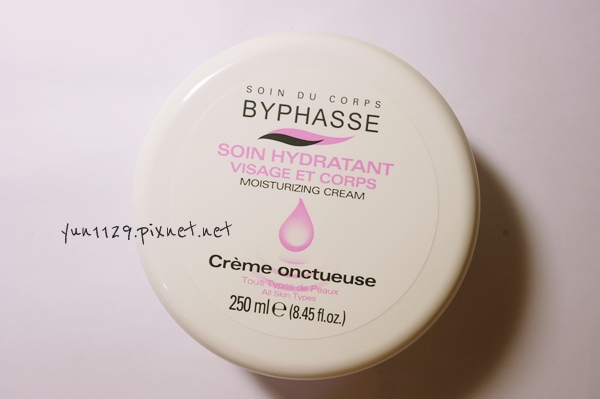 SOIN DU CORPS
BYPHASSE
SOIN HYDRATANT
VISAGE ET CORPS
MOISTURIZING CREAM
yun1129.pixnet.net
Crème onctueuse
Tous Types de Peaux
All Skin Types
250 ml ℮ (8.45 fl.oz.)